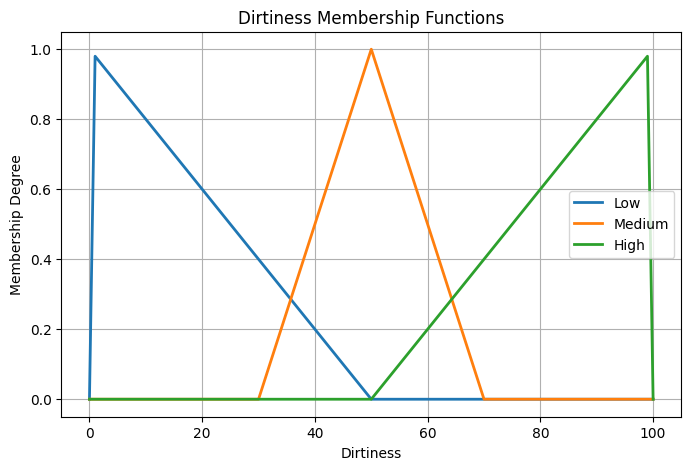 Dirtiness Membership Functions
1.0
0.8
0.6
0.4
0.2
0.0
Membership Degree
Low
Medium
High
0 20 40 60 80 100
Dirtiness